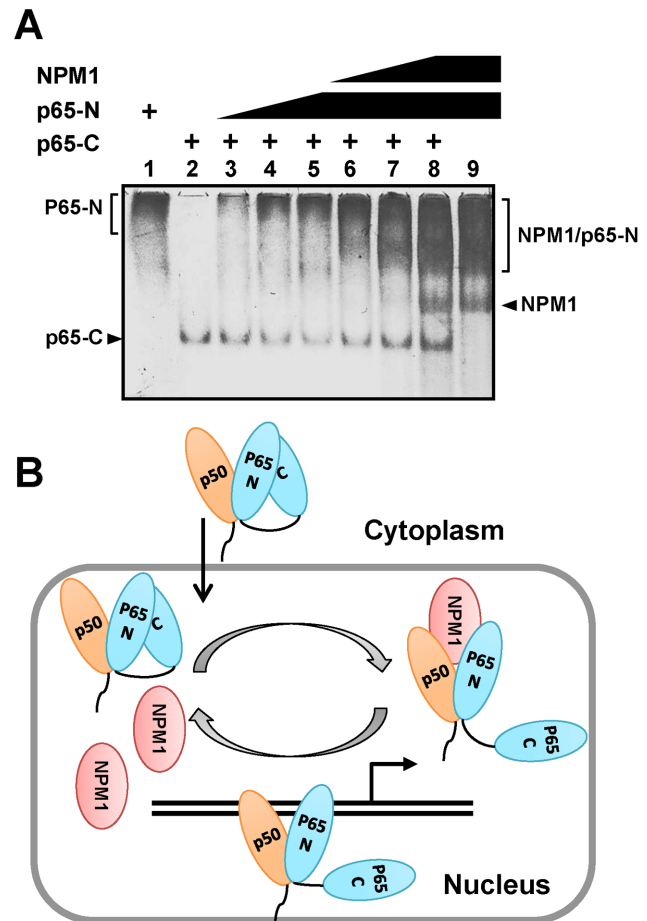 A
NPM1
p65-N +
p65-C + + + + + + +
1 2 3 4 5 6 7 8 9
P65-N
NPM1/p65-N
NPM1
p65-C
B
p50 P65 N C
Cytoplasm
p50 P65 N C
NPM1
NPM1
NPM1
p50 P65 N
P65 C
p50 P65 N
P65 C
Nucleus